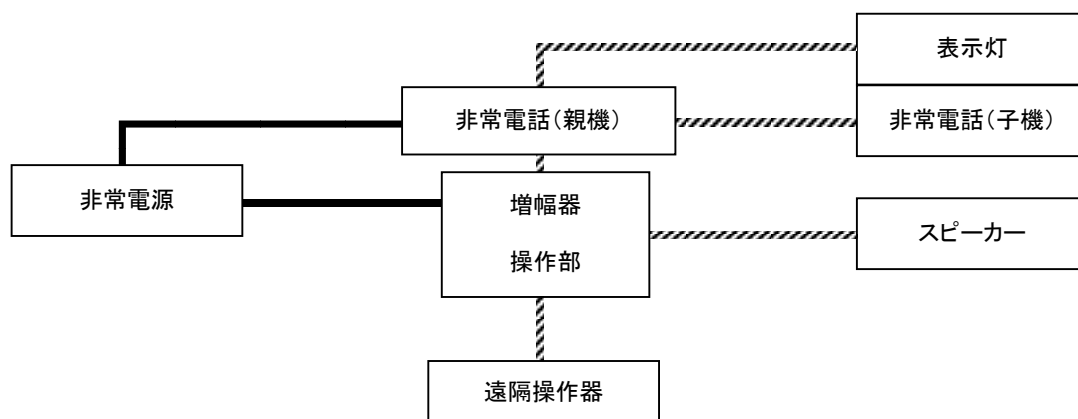 表示灯
非常電話(親機)
非常電話(子機)
非常電源
増幅器
操作部
スピーカー
遠隔操作器